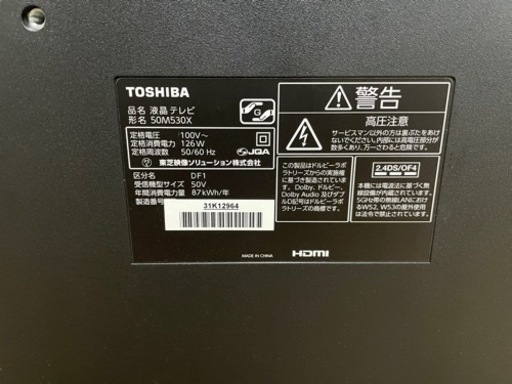 TOSHIBA
品名 液晶テレビ
形名 50M530X
定格電圧 : 100V~
定格消費電力 : 126W
定格周波数 : 50/60 Hz
JQA
東芝映像ソリューション株式会社
区分名 : DF1
受信機型サイズ : 50V
年間消費電力量 : 87kWh/年
製造番号
31K12964
MADE IN CHINA
HDMI
警告
高圧注意
サービスマン以外の方は裏ぶたをあけ
ないでください。内部には高電圧部分が
数多くあり、万一さわると危険です。
この製品はドルビーラボ
ラトリーズからの実施権
に基づき製造されています。
Dolby、ドルビー、
Dolby Audio 及びダブ
ルD記号はドルビーラボ
ラトリーズの商標です。
2.4DS/OF4
本機には電波法に基づく無
線設備が内蔵されています。
5GHz帯の無線LANにおけ
るW52、W53の屋外使用
は法令で禁止されています。